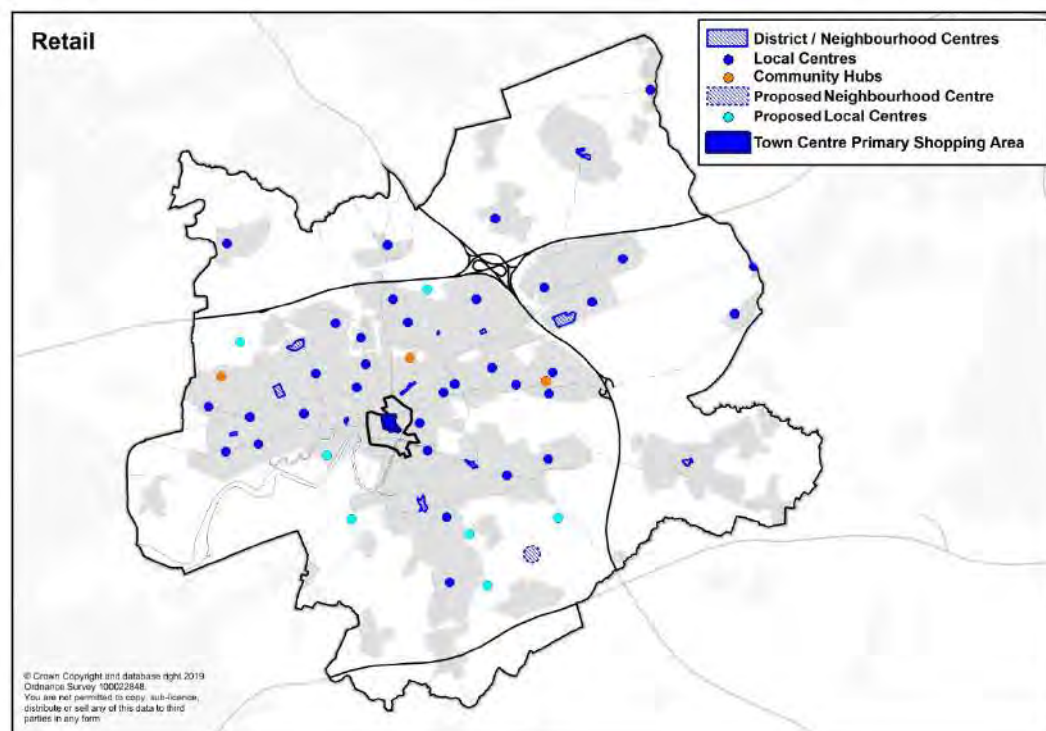 Retail
District / Neighbourhood Centres
Local Centres
Community Hubs
Proposed Neighbourhood Centre
Proposed Local Centres
Town Centre Primary Shopping Area
© Crown Copyright and database right 2019
Ordnance Survey 100022848.
You are not permitted to copy, sub-licence,
distribute or sell any of this data to third
parties in any form